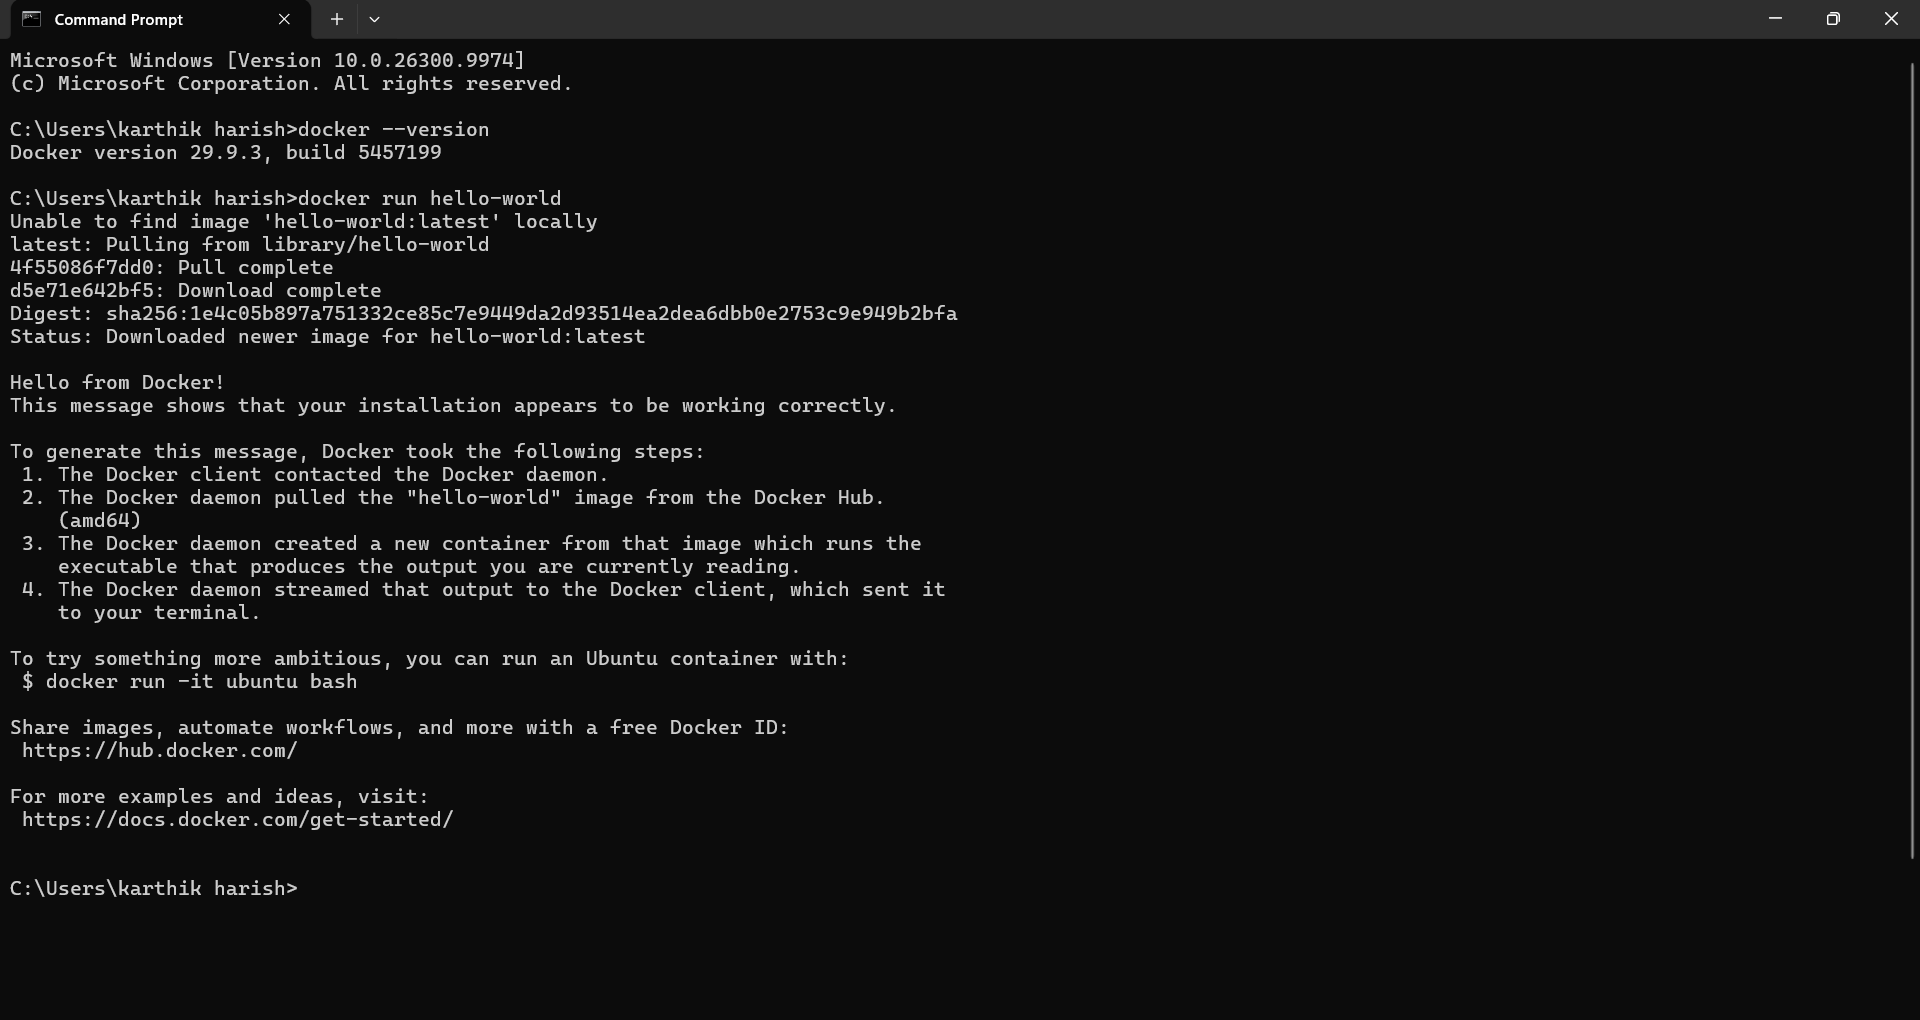 Command Prompt
Microsoft Windows [Version 10.0.26300.9974]
(c) Microsoft Corporation. All rights reserved.
C:\Users\karthik harish>docker --version
Docker version 29.9.3, build 5457199
C:\Users\karthik harish>docker run hello-world
Unable to find image 'hello-world:latest' locally
latest: Pulling from library/hello-world
4f55086f7dd0: Pull complete
d5e71e642bf5: Download complete
Digest: sha256:1e4c05b897a751332ce85c7e9449da2d93514ea2dea6dbb0e2753c9e949b2bfa
Status: Downloaded newer image for hello-world:latest
Hello from Docker!
This message shows that your installation appears to be working correctly.
To generate this message, Docker took the following steps:
 1. The Docker client contacted the Docker daemon.
 2. The Docker daemon pulled the "hello-world" image from the Docker Hub.
    (amd64)
 3. The Docker daemon created a new container from that image which runs the
    executable that produces the output you are currently reading.
 4. The Docker daemon streamed that output to the Docker client, which sent it
    to your terminal.
To try something more ambitious, you can run an Ubuntu container with:
 $ docker run -it ubuntu bash
Share images, automate workflows, and more with a free Docker ID:
 https://hub.docker.com/
For more examples and ideas, visit:
 https://docs.docker.com/get-started/
C:\Users\karthik harish>